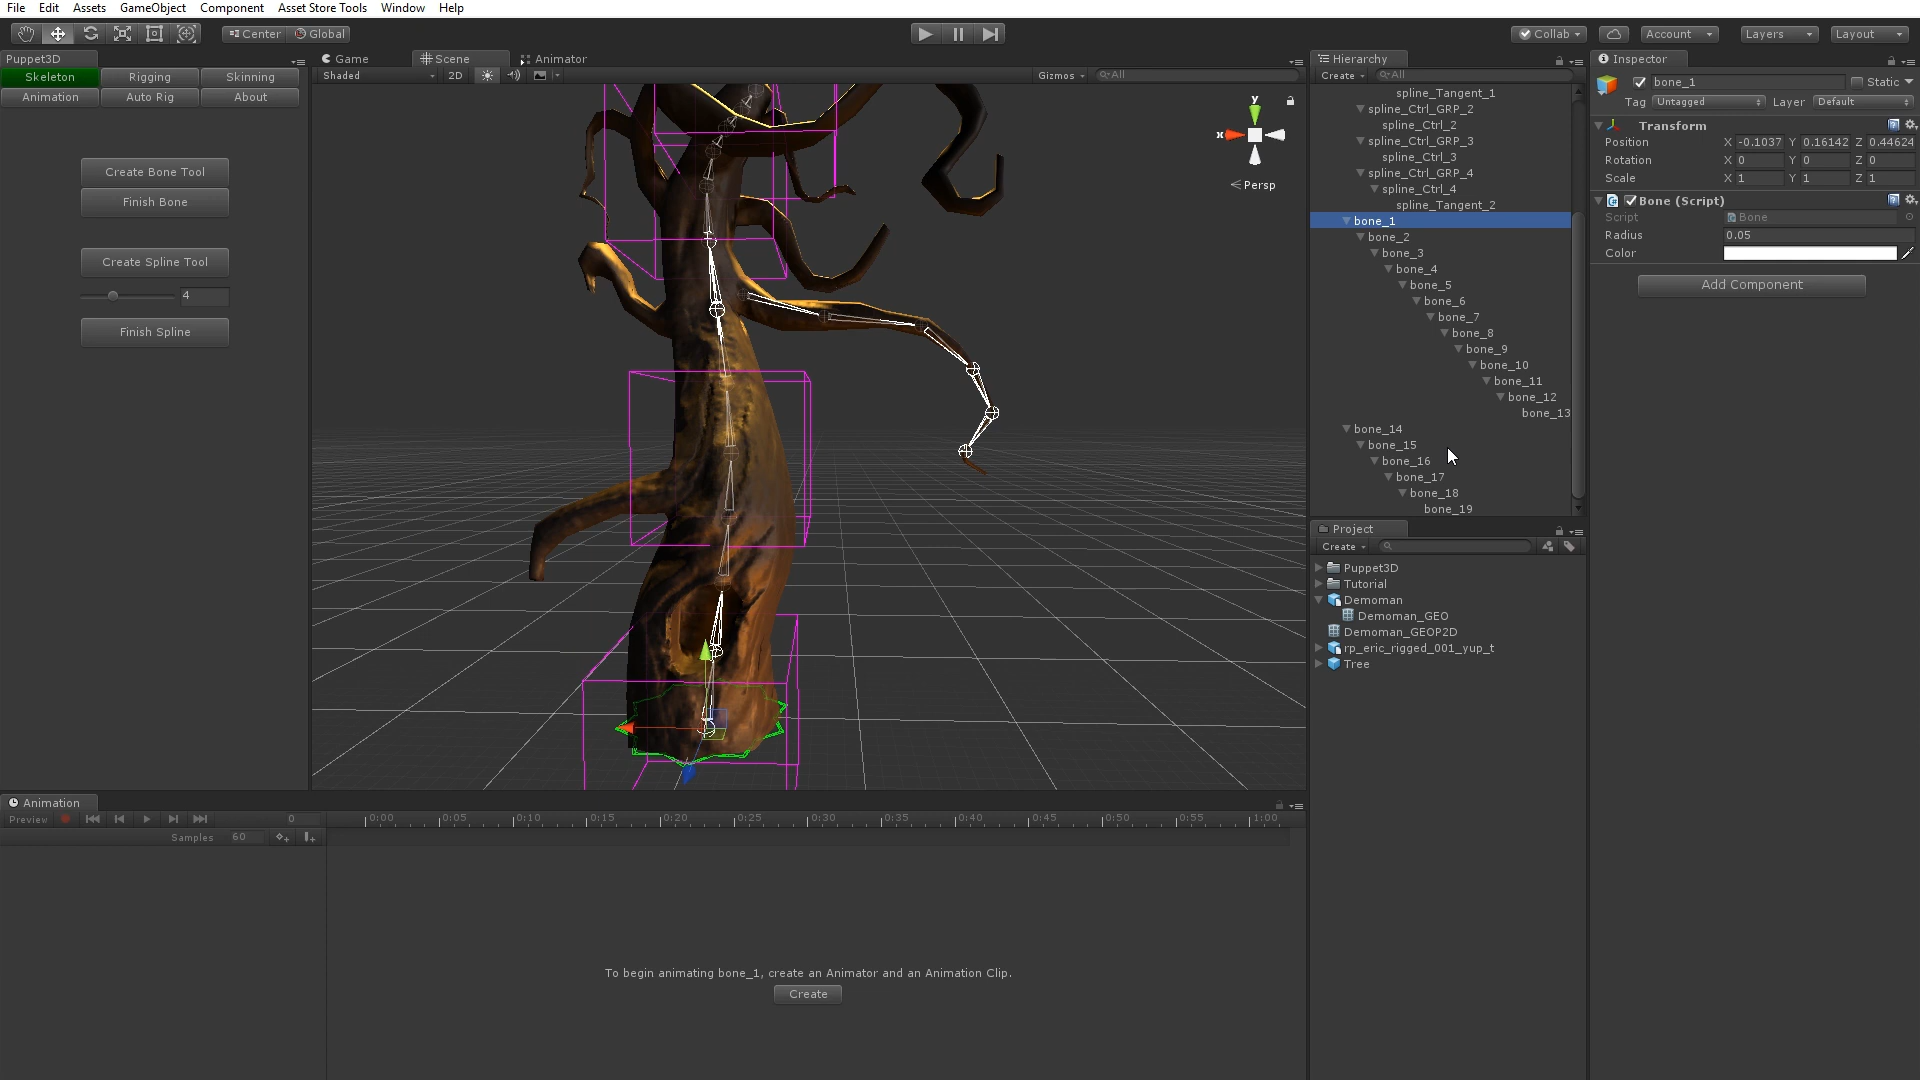 File Edit Assets GameObject Component Asset Store Tools Window Help
Center Global
Collab Account Layers Layout
Puppet3D
Skeleton Rigging Skinning
Animation Auto Rig About
Create Bone Tool
Finish Bone
Create Spline Tool
4
Finish Spline
Game Scene Animator
Shaded 2D Gizmos All
y
x
Persp
Hierarchy
Create All
spline_Tangent_1
spline_Ctrl_GRP_2
spline_Ctrl_2
spline_Ctrl_GRP_3
spline_Ctrl_3
spline_Ctrl_GRP_4
spline_Ctrl_4
spline_Tangent_2
bone_1
bone_2
bone_3
bone_4
bone_5
bone_6
bone_7
bone_8
bone_9
bone_10
bone_11
bone_12
bone_13
bone_14
bone_15
bone_16
bone_17
bone_18
bone_19
Project
Create
Puppet3D
Tutorial
Demoman
Demoman_GEO
Demoman_GEOP2D
rp_eric_rigged_001_yup_t
Tree
Inspector
bone_1 Static
Tag Untagged Layer Default
Transform
Position X -0.1037 Y 0.16142 Z 0.44624
Rotation X 0 Y 0 Z 0
Scale X 1 Y 1 Z 1
Bone (Script)
Script Bone
Radius 0.05
Color
Add Component
Animation
Preview 0 0:00 0:05 0:10 0:15 0:20 0:25 0:30 0:35 0:40 0:45 0:50 0:55 1:00
Samples 60
To begin animating bone_1, create an Animator and an Animation Clip.
Create